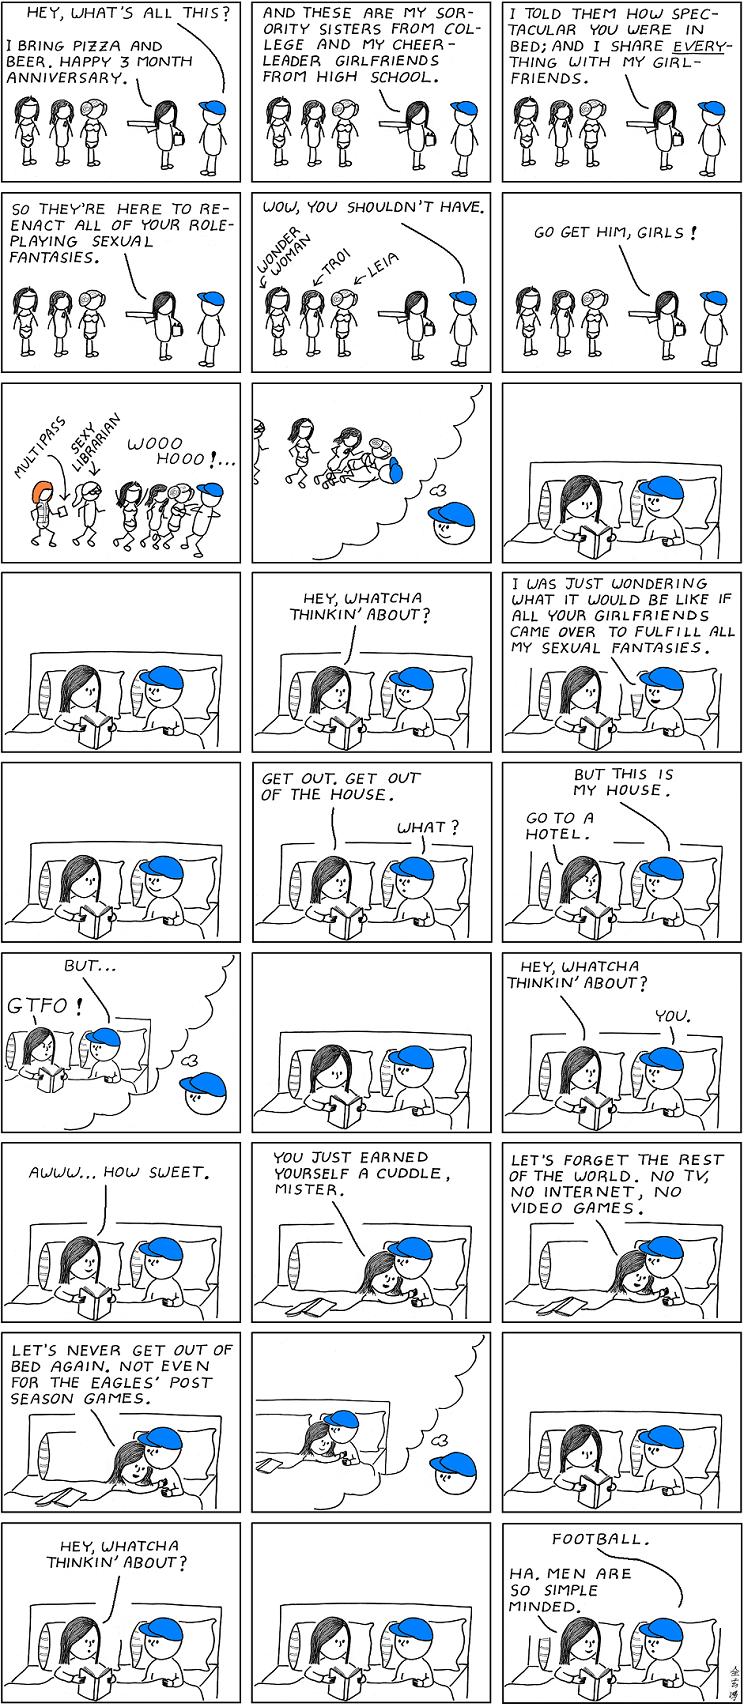 HEY, WHAT'S ALL THIS?
I BRING PIZZA AND
BEER. HAPPY 3 MONTH
ANNIVERSARY.
AND THESE ARE MY SOR-
ORITY SISTERS FROM COL-
LEGE AND MY CHEER-
LEADER GIRLFRIENDS
FROM HIGH SCHOOL.
I TOLD THEM HOW SPEC-
TACULAR YOU WERE IN
BED; AND I SHARE EVERY-
THING WITH MY GIRL-
FRIENDS.
SO THEY'RE HERE TO RE-
ENACT ALL OF YOUR ROLE-
PLAYING SEXUAL
FANTASIES.
WOW, YOU SHOULDN'T HAVE.
WONDER
WOMAN
TROI
LEIA
GO GET HIM, GIRLS!
MULTIPASS
SEXY
LIBRARIAN
WOOO
HOOO!...
HEY, WHATCHA
THINKIN' ABOUT?
I WAS JUST WONDERING
WHAT IT WOULD BE LIKE IF
ALL YOUR GIRLFRIENDS
CAME OVER TO FULFILL ALL
MY SEXUAL FANTASIES.
GET OUT. GET OUT
OF THE HOUSE.
WHAT?
BUT THIS IS
MY HOUSE.
GO TO A
HOTEL.
BUT...
GTFO!
HEY, WHATCHA
THINKIN' ABOUT?
YOU.
AWWW... HOW SWEET.
YOU JUST EARNED
YOURSELF A CUDDLE,
MISTER.
LET'S FORGET THE REST
OF THE WORLD. NO TV,
NO INTERNET, NO
VIDEO GAMES.
LET'S NEVER GET OUT OF
BED AGAIN. NOT EVEN
FOR THE EAGLES' POST
SEASON GAMES.
HEY, WHATCHA
THINKIN' ABOUT?
FOOTBALL.
HA. MEN ARE
SO SIMPLE
MINDED.